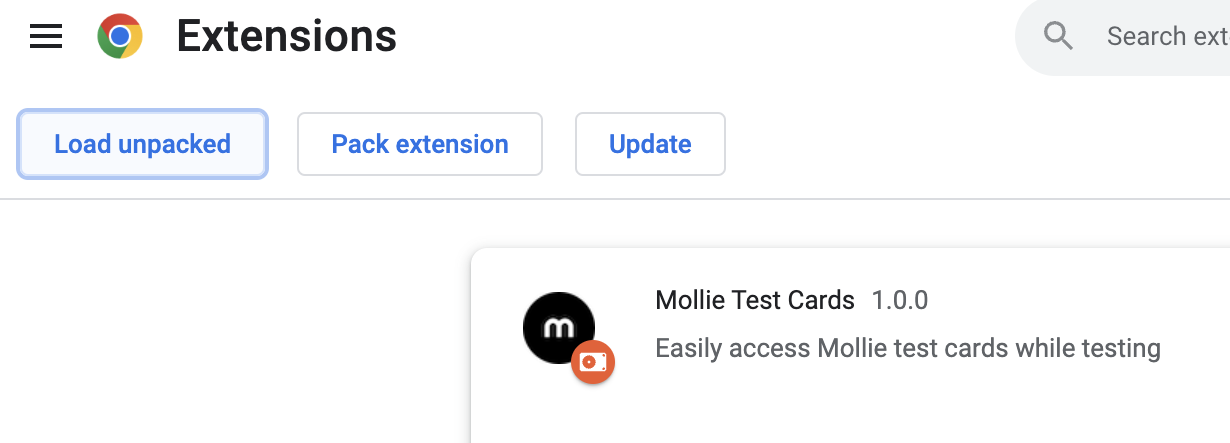 Extensions
Search ext
Load unpacked
Pack extension
Update
m
Mollie Test Cards 1.0.0
Easily access Mollie test cards while testing